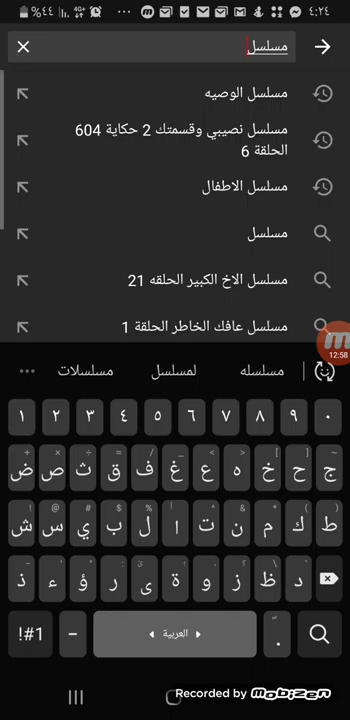 ٤:٢٤
%٤٤
4G+
مسلسل
مسلسل الوصيه
مسلسل نصيبي وقسمتك 2 حكاية 604
الحلقة 6
مسلسل الاطفال
مسلسل
مسلسل الاخ الكبير الحلقه 21
مسلسل عافك الخاطر الحلقة 1
12:58
مسلسله
لمسلسل
مسلسلات
١ ٢ ٣ ٤ ٥ ٦ ٧ ٨ ٩ ٠
ض ص ث ق ف غ ع ه خ ح ج
ش س ي ب ل ا ت ن م ك ط
ذ ء ؤ ر ى ة و ز ظ د
!#1
العربية
Recorded by Mobizen